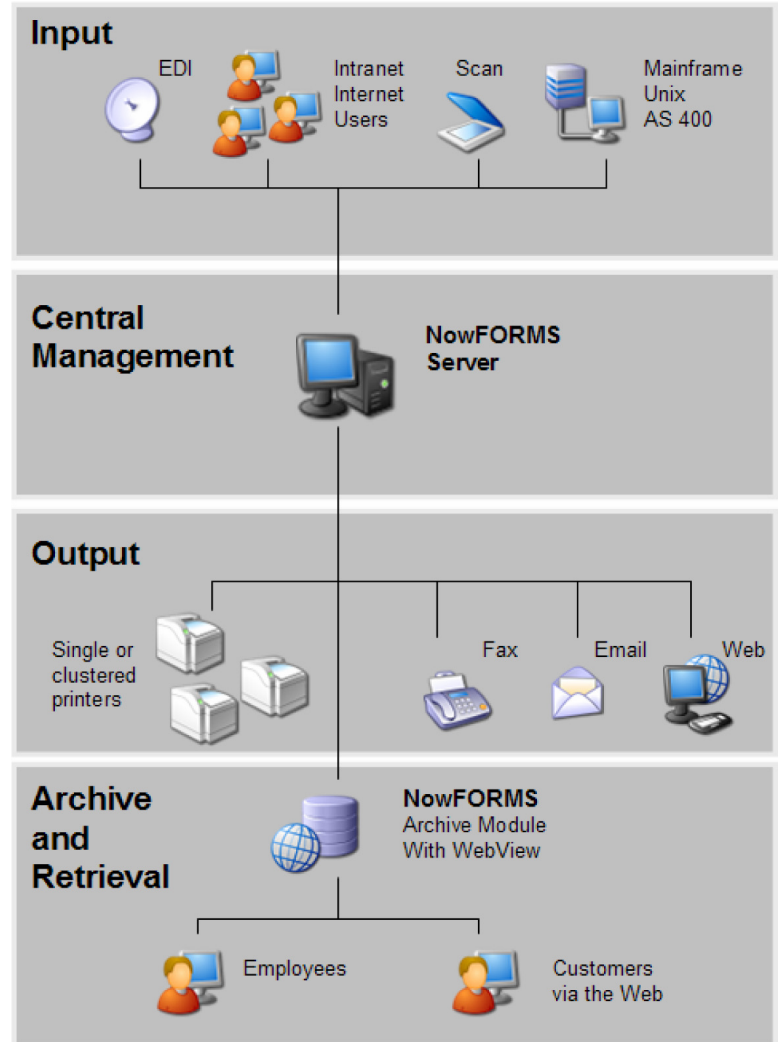 Input
EDI
Intranet
Internet
Users
Scan
Mainframe
Unix
AS 400
Central
Management
NowFORMS
Server
Output
Single or
clustered
printers
Fax
Email
Web
Archive
and
Retrieval
NowFORMS
Archive Module
With WebView
Employees
Customers
via the Web